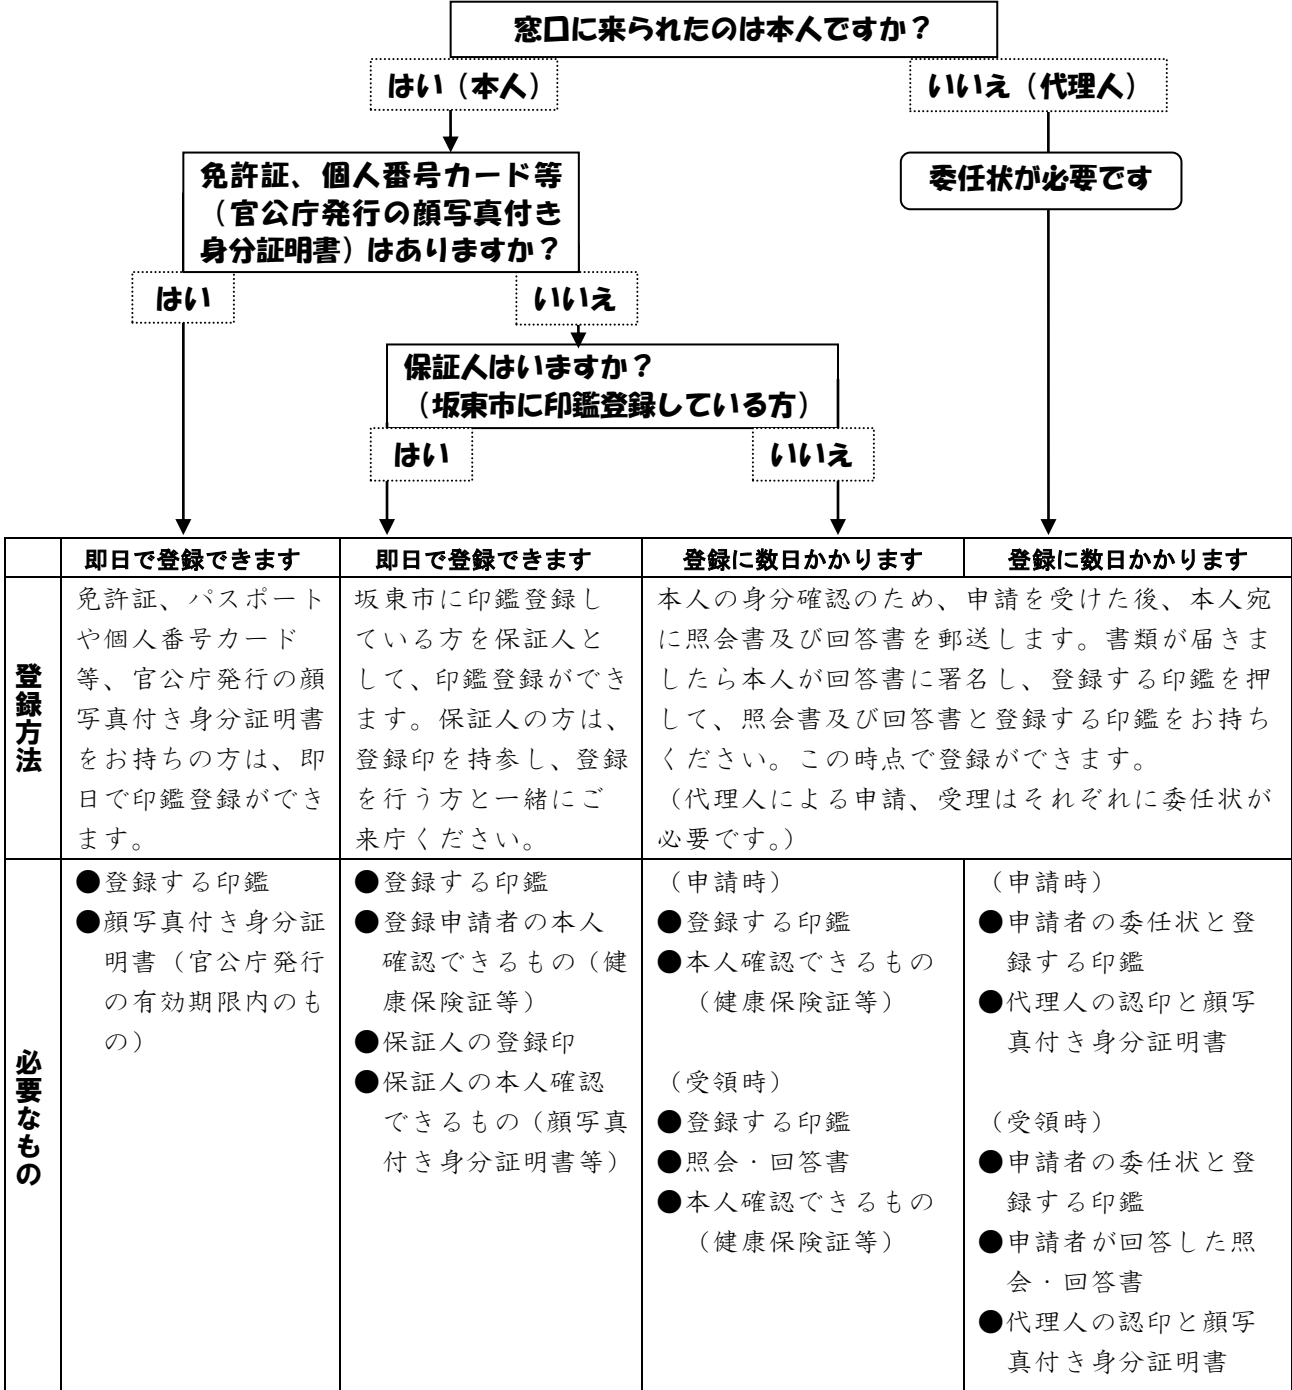 窓口に来られたのは本人ですか？
はい（本人）
いいえ（代理人）
免許証、個人番号カード等
（官公庁発行の顔写真付き
身分証明書）はありますか？
委任状が必要です
はい
いいえ
保証人はいますか？
（坂東市に印鑑登録している方）
はい
いいえ
即日で登録できます
即日で登録できます
登録に数日かかります
登録に数日かかります
登録方法
免許証、パスポート
や個人番号カード
等、官公庁発行の顔
写真付き身分証明書
をお持ちの方は、即
日で印鑑登録ができ
ます。
坂東市に印鑑登録し
ている方を保証人と
して、印鑑登録ができ
ます。保証人の方は、
登録印を持参し、登録
を行う方と一緒にご
来庁ください。
本人の身分確認のため、申請を受けた後、本人宛
に照会書及び回答書を郵送します。書類が届きま
したら本人が回答書に署名し、登録する印鑑を押
して、照会書及び回答書と登録する印鑑をお持ち
ください。この時点で登録ができます。
（代理人による申請、受理はそれぞれに委任状が
必要です。）
必要なもの
●登録する印鑑
●顔写真付き身分証
明書（官公庁発行
の有効期限内のも
の）
●登録する印鑑
●登録申請者の本人
確認できるもの（健
康保険証等）
●保証人の登録印
●保証人の本人確認
できるもの（顔写真
付き身分証明書等）
（申請時）
●登録する印鑑
●本人確認できるもの
（健康保険証等）
（受領時）
●登録する印鑑
●照会・回答書
●本人確認できるもの
（健康保険証等）
（申請時）
●申請者の委任状と登
録する印鑑
●代理人の認印と顔写
真付き身分証明書
（受領時）
●申請者の委任状と登
録する印鑑
●申請者が回答した照
会・回答書
●代理人の認印と顔写
真付き身分証明書